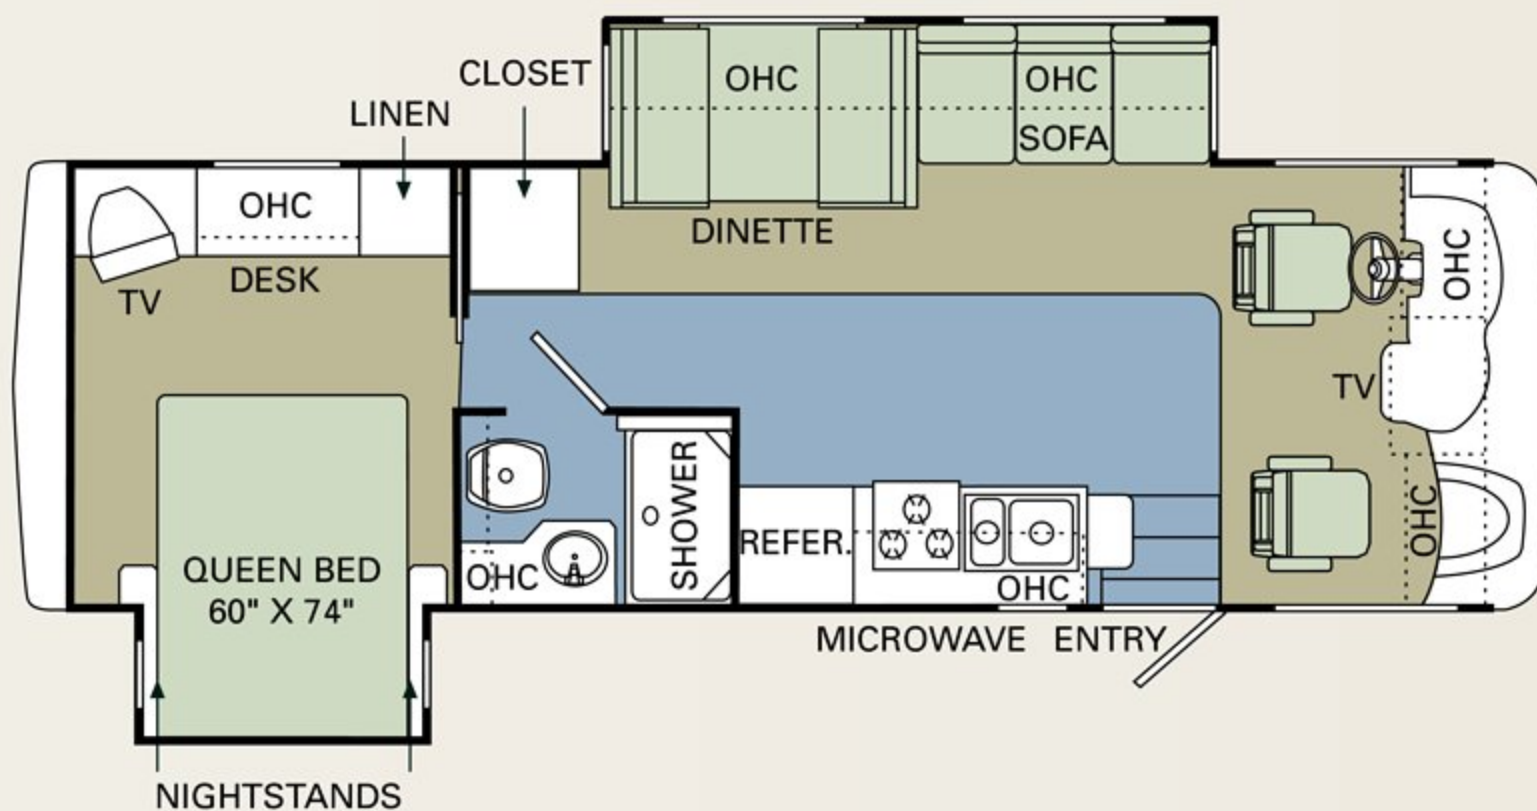 CLOSET
LINEN
OHC
OHC
SOFA
OHC
DINETTE
DESK
TV
OHC
TV
SHOWER
REFER.
OHC
QUEEN BED
60" X 74"
OHC
OHC
MICROWAVE
ENTRY
NIGHTSTANDS